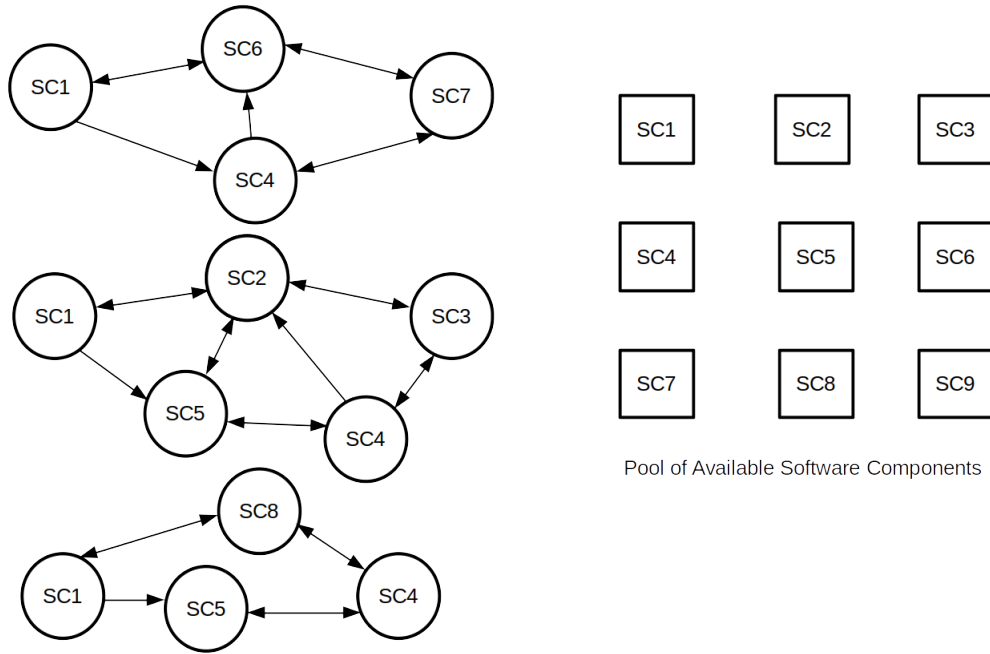 SC6
SC1
SC7
SC4
SC2
SC1
SC3
SC5
SC4
SC8
SC1
SC5
SC4
SC1 SC2 SC3
SC4 SC5 SC6
SC7 SC8 SC9
Pool of Available Software Components